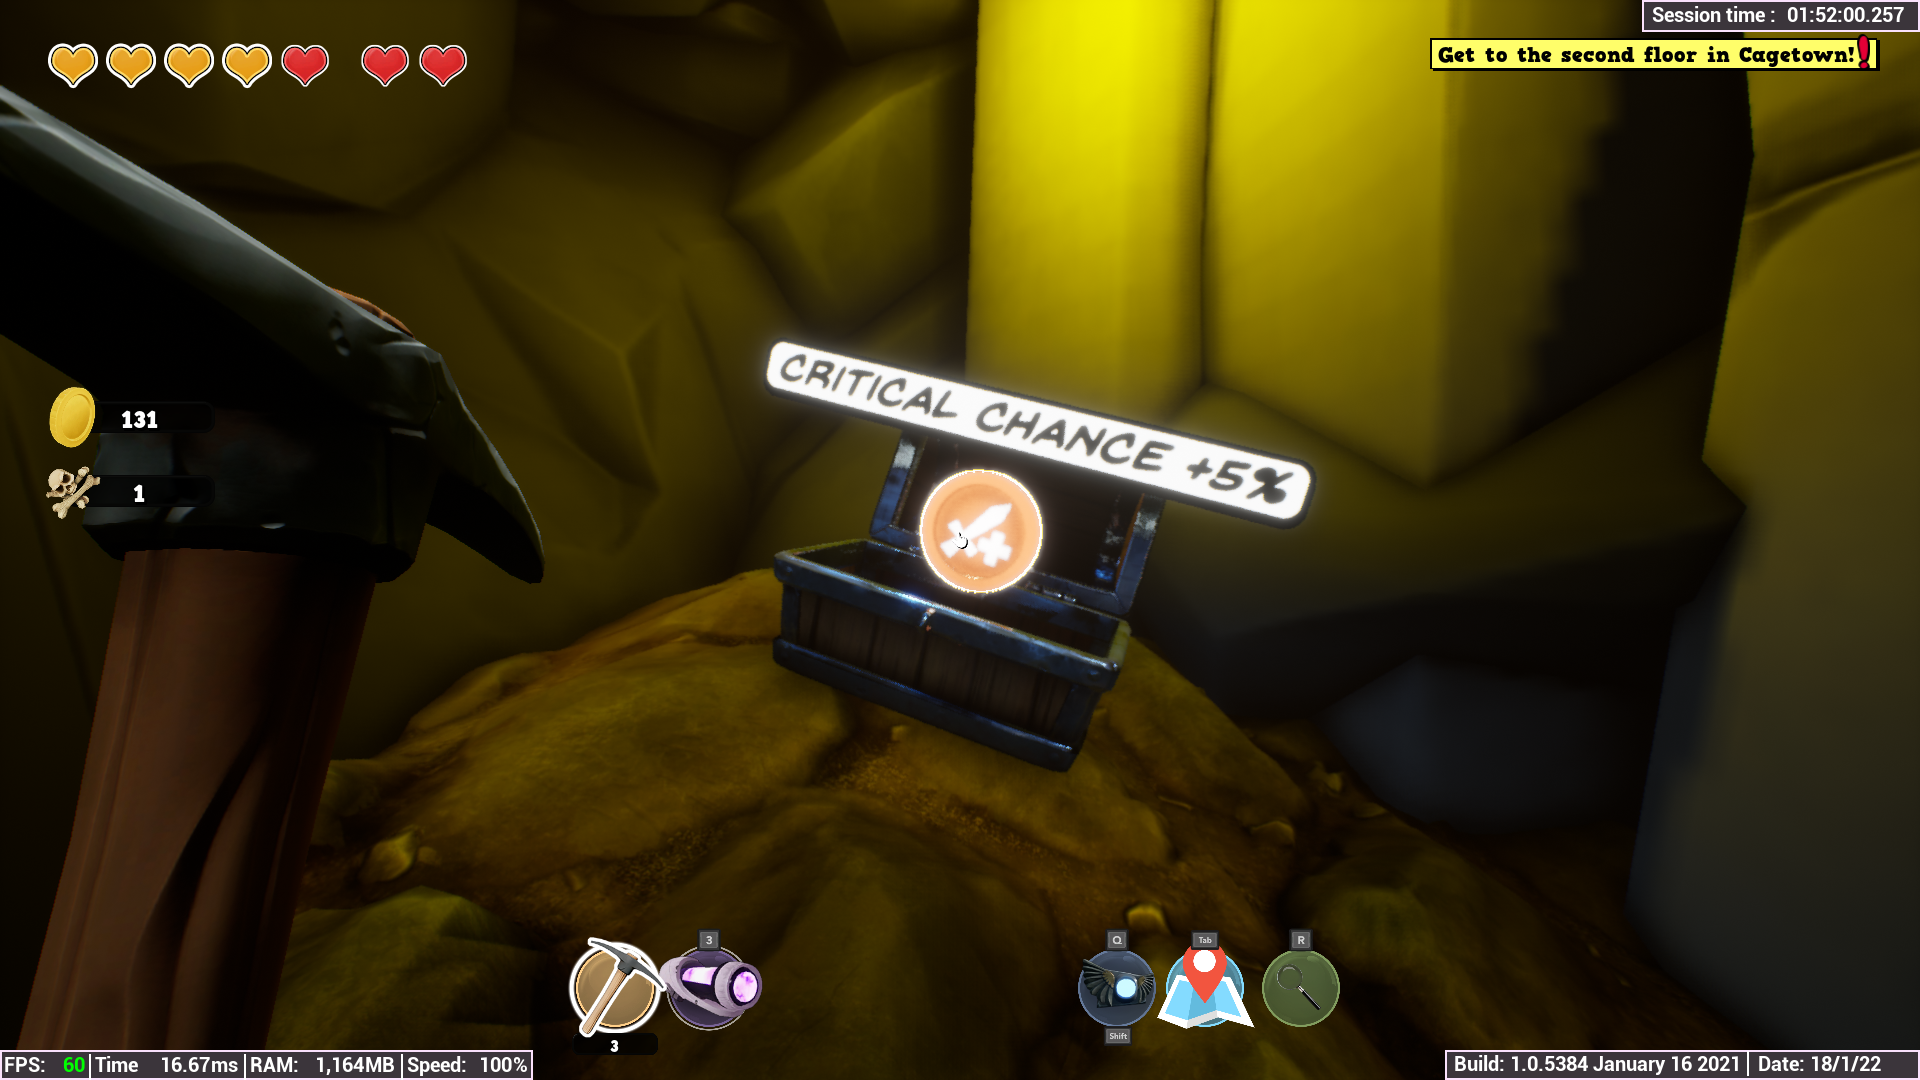 Session time : 01:52:00.257
Get to the second floor in Cagetown!
131
1
CRITICAL CHANCE +5%
3
Q
Tab
R
Shift
3
FPS: 60 Time 16.67ms RAM: 1,164MB Speed: 100%
Build: 1.0.5384 January 16 2021 Date: 18/1/22